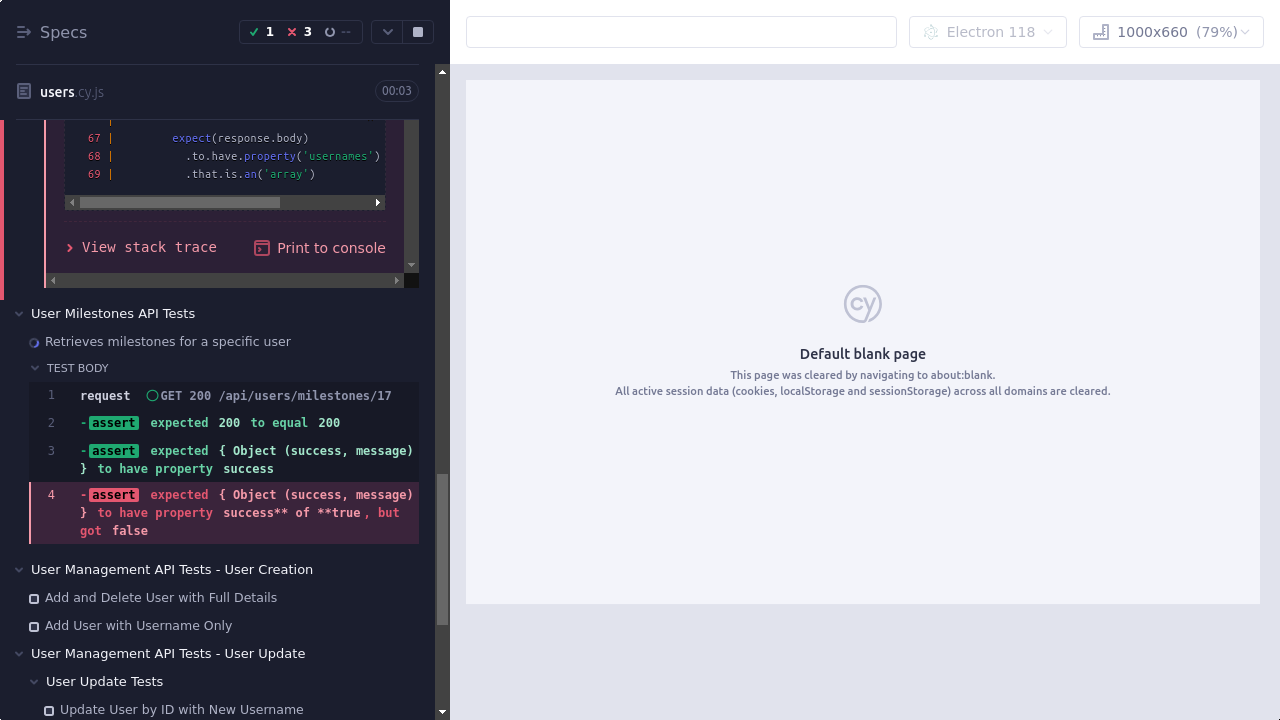 Specs
1
3
--
users.cy.js
00:03
67 | expect(response.body)
68 | .to.have.property('usernames')
69 | .that.is.an('array')
View stack trace
Print to console
User Milestones API Tests
Retrieves milestones for a specific user
TEST BODY
1 request GET 200 /api/users/milestones/17
2 -assert expected 200 to equal 200
3 -assert expected { Object (success, message)
} to have property success
4 -assert expected { Object (success, message)
} to have property success** of **true, but
got false
User Management API Tests - User Creation
Add and Delete User with Full Details
Add User with Username Only
User Management API Tests - User Update
User Update Tests
Update User by ID with New Username
Electron 118
1000x660 (79%)
cy
Default blank page
This page was cleared by navigating to about:blank.
All active session data (cookies, localStorage and sessionStorage) across all domains are cleared.